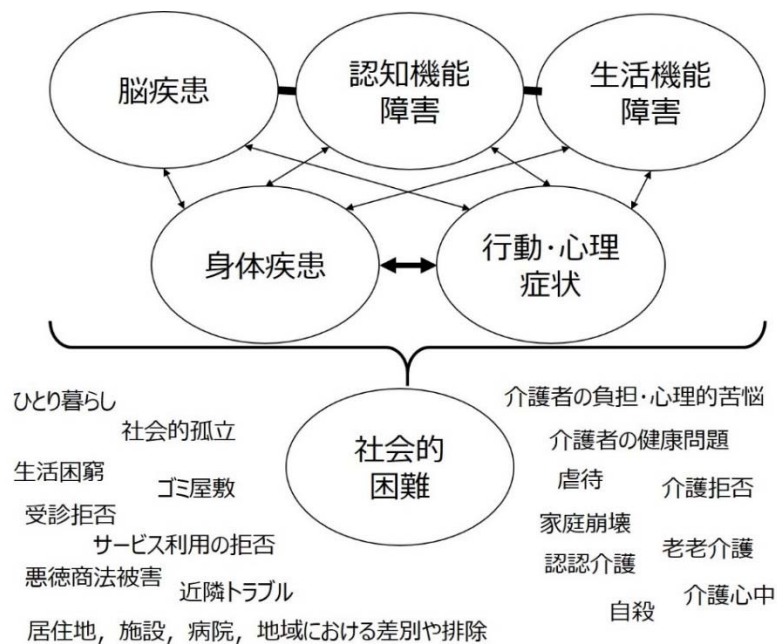 脳疾患
認知機能
障害
生活機能
障害
身体疾患
行動・心理
症状
社会的
困難
ひとり暮らし
社会的孤立
生活困窮
ゴミ屋敷
受診拒否
サービス利用の拒否
悪徳商法被害
近隣トラブル
居住地，施設，病院，地域における差別や排除
介護者の負担・心理的苦悩
介護者の健康問題
虐待
介護拒否
家庭崩壊
老老介護
認認介護
介護心中
自殺